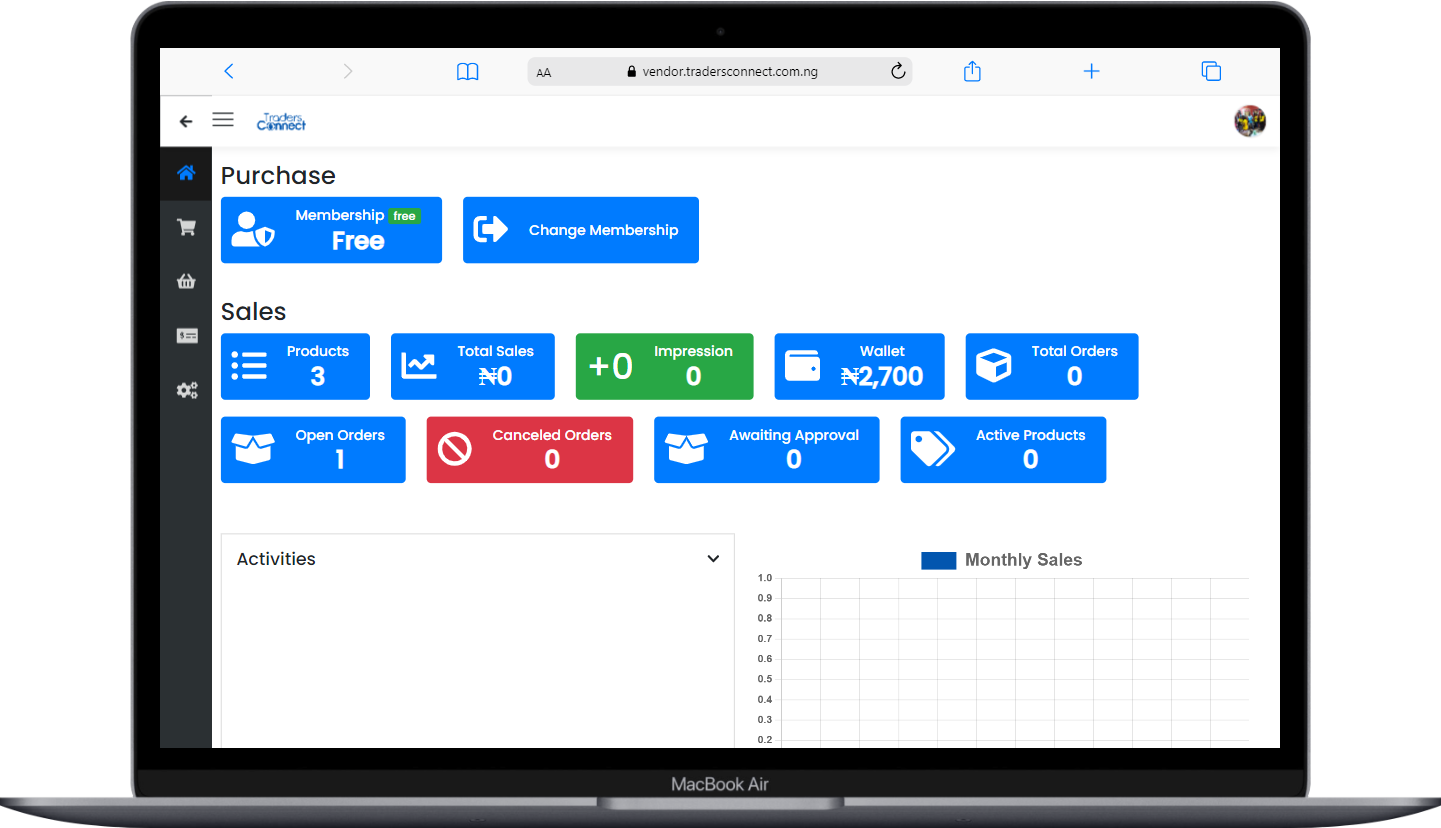 AA vendor.tradersconnect.com.ng
Traders
Connect
Purchase
Membership free
Free
Change Membership
Sales
Products
3
Total Sales
₦0
+0
Impression
0
Wallet
₦2,700
Total Orders
0
Open Orders
1
Canceled Orders
0
Awaiting Approval
0
Active Products
0
Activities
Monthly Sales
1.0
0.9
0.8
0.7
0.6
0.5
0.4
0.3
0.2
MacBook Air